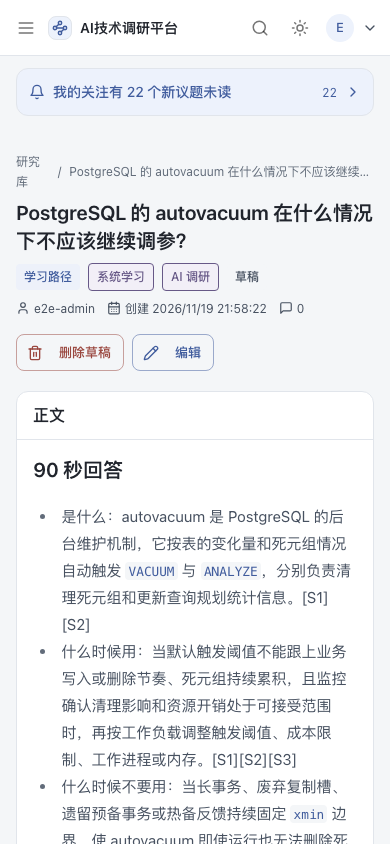 AI技术调研平台
E
我的关注有 22 个新议题未读
22
研究库 / PostgreSQL 的 autovacuum 在什么情况下不应该继续...
PostgreSQL 的 autovacuum 在什么情况
下不应该继续调参?
学习路径 系统学习 AI 调研 草稿
e2e-admin 创建 2026/11/19 21:58:22 0
删除草稿 编辑
正文
90 秒回答
是什么：autovacuum 是 PostgreSQL 的后
台维护机制，它按表的变化量和死元组情况
自动触发 VACUUM 与 ANALYZE，分别负责清
理死元组和更新查询规划统计信息。[S1]
[S2]
什么时候用：当默认触发阈值不能跟上业务
写入或删除节奏、死元组持续累积，且监控
确认清理影响和资源开销处于可接受范围
时，再按工作负载调整触发阈值、成本限
制、工作进程或内存。[S1][S2][S3]
什么时候不要用：当长事务、废弃复制槽、
遗留预备事务或热备反馈持续固定 xmin 边
界，使 autovacuum 即使运行也无法删除死